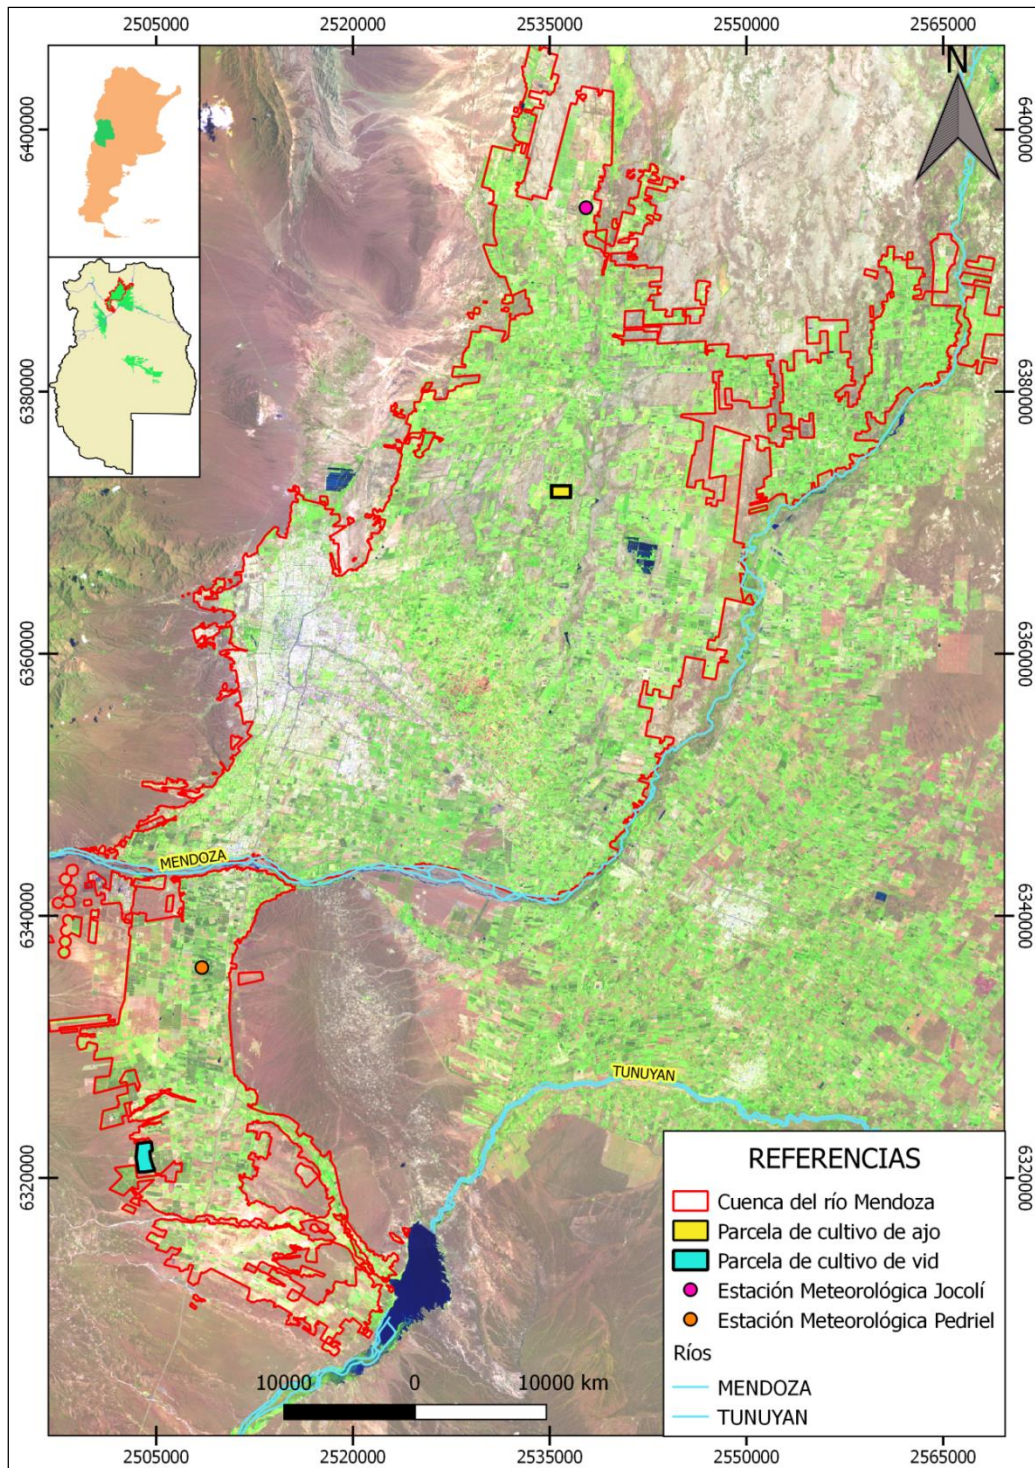 2505000 2520000 2535000 2550000 2565000
N
6400000 6400000
6380000 6380000
6360000 6360000
MENDOZA
6340000 6340000
TUNUYAN
6320000 6320000
REFERENCIAS
Cuenca del río Mendoza
Parcela de cultivo de ajo
Parcela de cultivo de vid
Estación Meteorológica Jocolí
Estación Meteorológica Pedriel
Ríos
MENDOZA
TUNUYAN
10000 0 10000 km
2505000 2520000 2535000 2550000 2565000